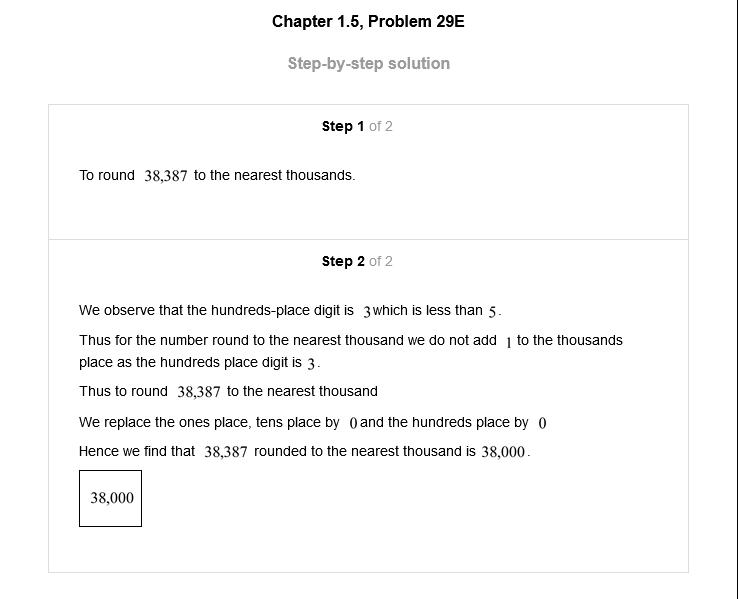 Chapter 1.5, Problem 29E
Step-by-step solution
Step 1 of 2
To round 38,387 to the nearest thousands.
Step 2 of 2
We observe that the hundreds-place digit is 3 which is less than 5.
Thus for the number round to the nearest thousand we do not add 1 to the thousands
place as the hundreds place digit is 3.
Thus to round 38,387 to the nearest thousand
We replace the ones place, tens place by 0 and the hundreds place by 0
Hence we find that 38,387 rounded to the nearest thousand is 38,000.
38,000